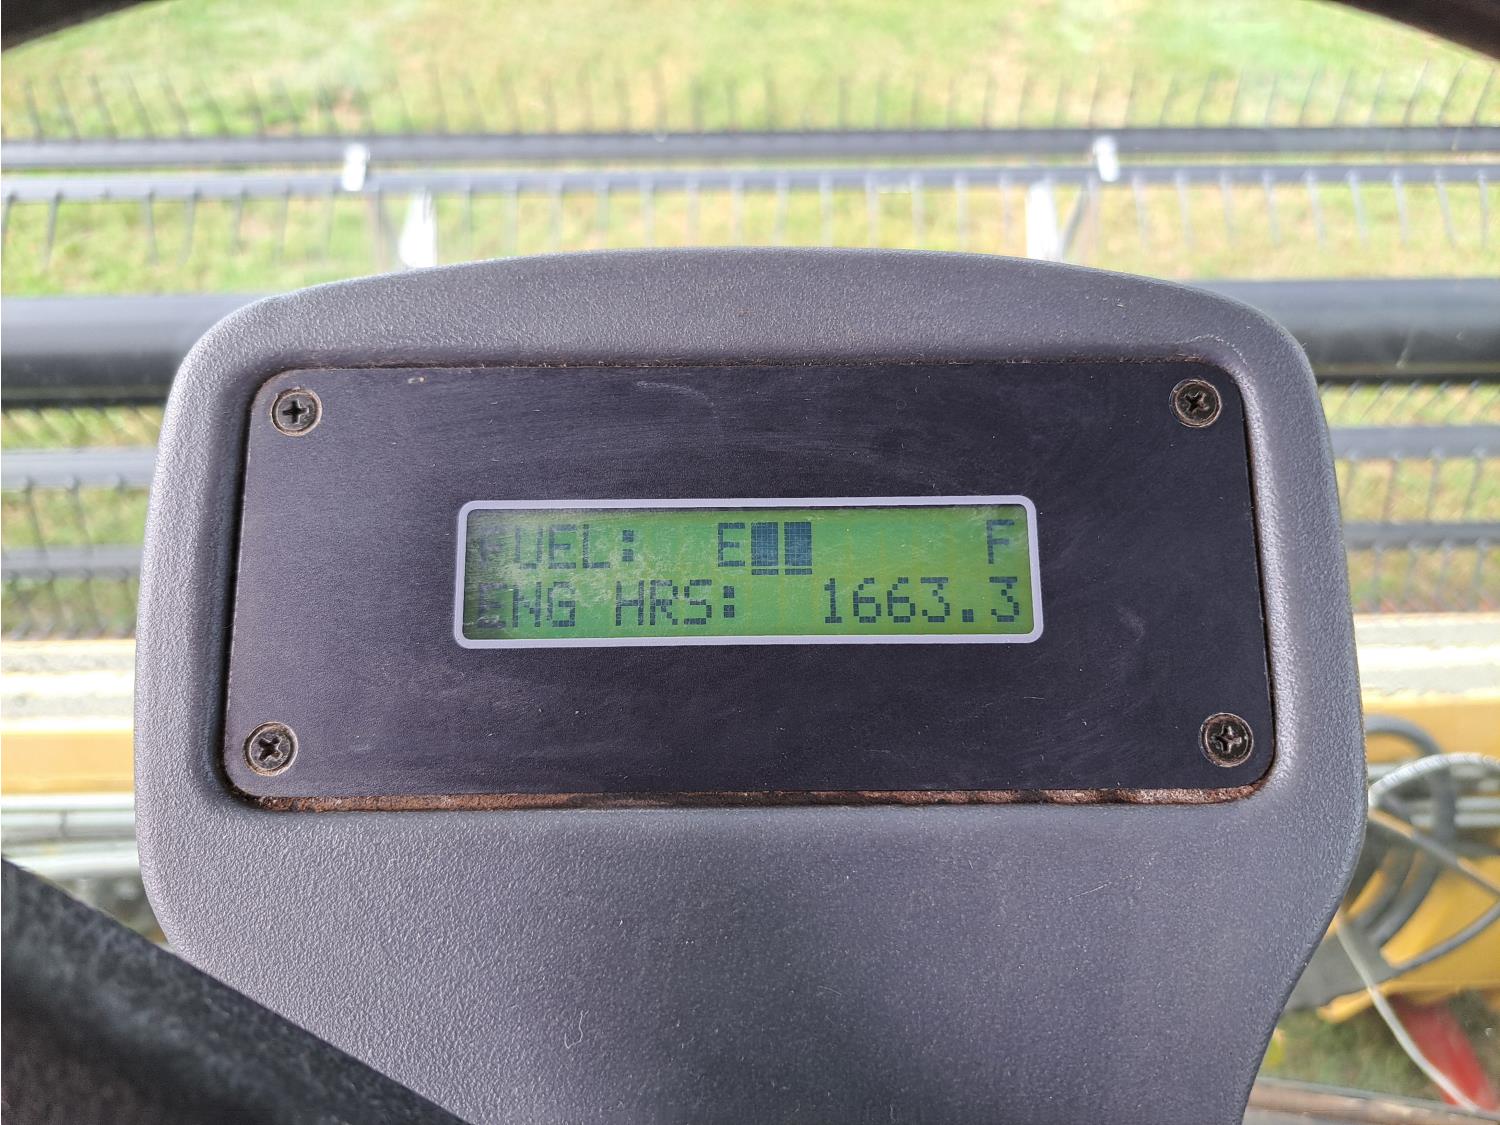 FUEL: E██ F
ENG HRS: 1663.3